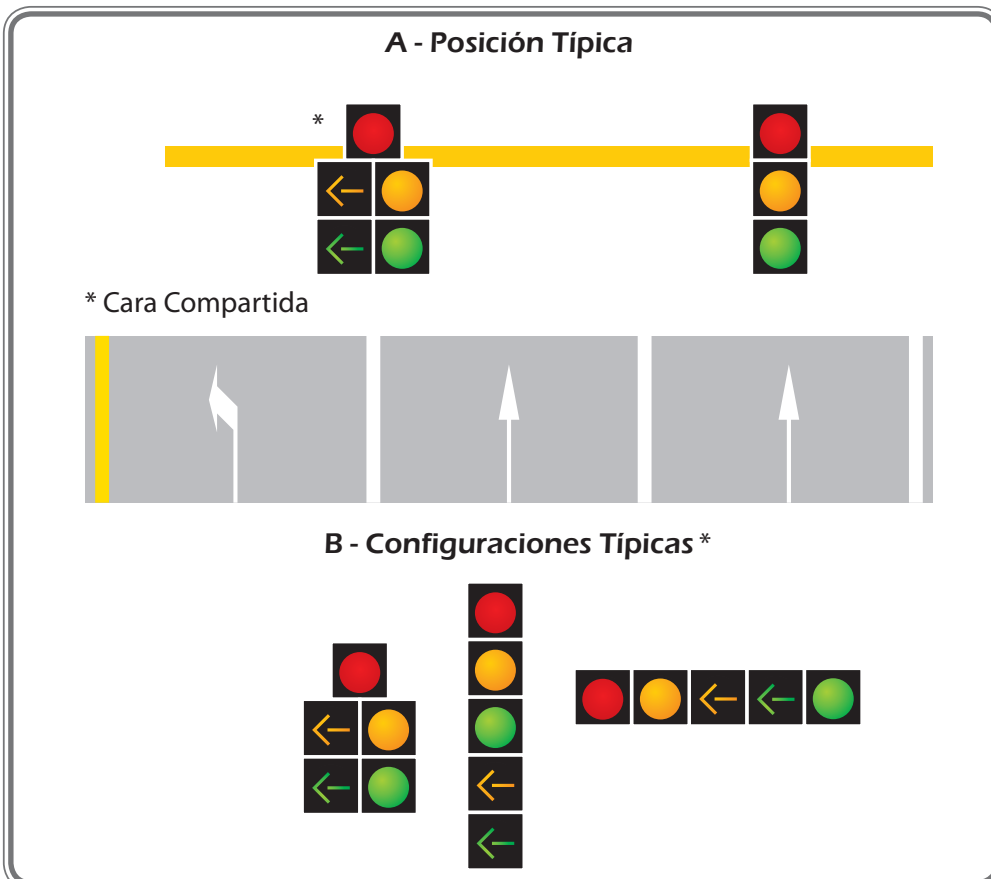 A - Posición Típica
*
* Cara Compartida
B - Configuraciones Típicas *